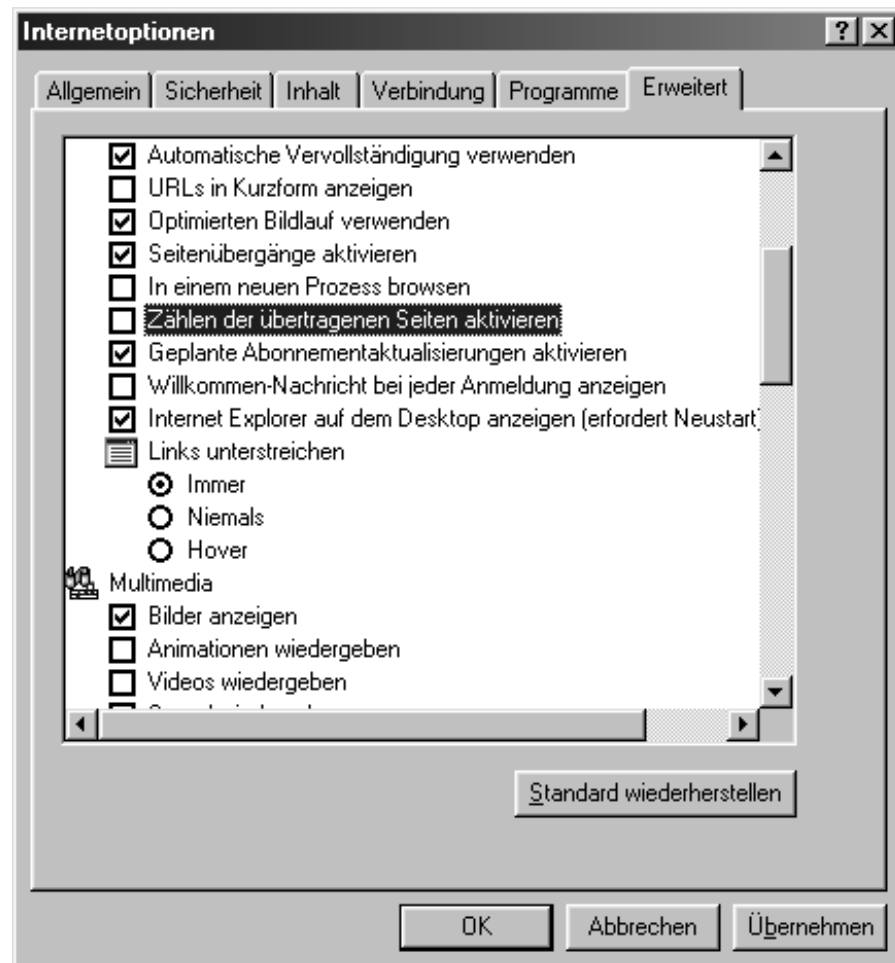 Internetoptionen
Allgemein Sicherheit Inhalt Verbindung Programme Erweitert
Automatische Vervollständigung verwenden
URLs in Kurzform anzeigen
Optimierten Bildlauf verwenden
Seitenübergänge aktivieren
In einem neuen Prozess browsen
Zählen der übertragenen Seiten aktivieren
Geplante Abonnementaktualisierungen aktivieren
Willkommen-Nachricht bei jeder Anmeldung anzeigen
Internet Explorer auf dem Desktop anzeigen (erfordert Neustart)
Links unterstreichen
Immer
Niemals
Hover
Multimedia
Bilder anzeigen
Animationen wiedergeben
Videos wiedergeben
Standard wiederherstellen
OK Abbrechen Übernehmen